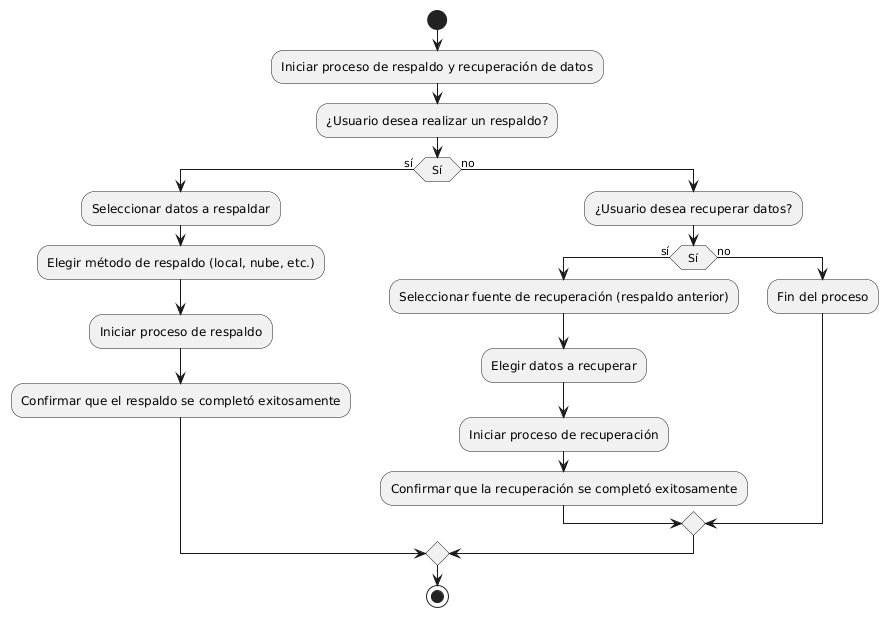 Iniciar proceso de respaldo y recuperación de datos
¿Usuario desea realizar un respaldo?
sí
Sí
no
Seleccionar datos a respaldar
Elegir método de respaldo (local, nube, etc.)
Iniciar proceso de respaldo
Confirmar que el respaldo se completó exitosamente
¿Usuario desea recuperar datos?
sí
Sí
no
Seleccionar fuente de recuperación (respaldo anterior)
Elegir datos a recuperar
Iniciar proceso de recuperación
Confirmar que la recuperación se completó exitosamente
Fin del proceso